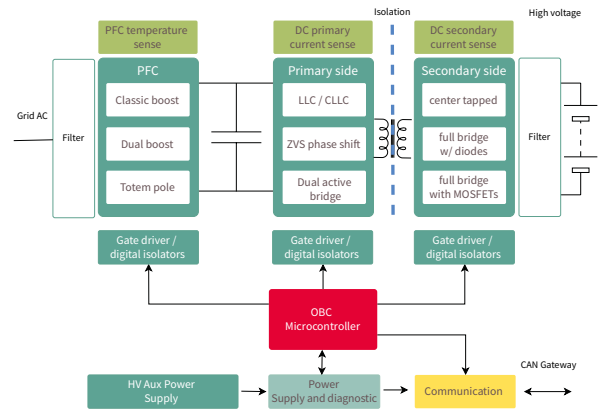 Isolation
High voltage
PFC temperature
sense
DC primary
current sense
DC secondary
current sense
PFC
Primary side
Secondary side
Grid AC
Filter
Classic boost
Dual boost
Totem pole
LLC / CLLC
ZVS phase shift
Dual active
bridge
center tapped
full bridge
w/ diodes
full bridge
with MOSFETs
Filter
Gate driver /
digital isolators
Gate driver /
digital isolators
Gate driver /
digital isolators
OBC
Microcontroller
CAN Gateway
HV Aux Power
Supply
Power
Supply and diagnostic
Communication